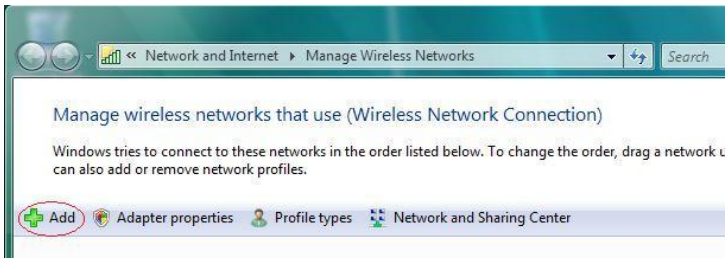 « Network and Internet ▸ Manage Wireless Networks Search
Manage wireless networks that use (Wireless Network Connection)
Windows tries to connect to these networks in the order listed below. To change the order, drag a network
can also add or remove network profiles.
Add Adapter properties Profile types Network and Sharing Center